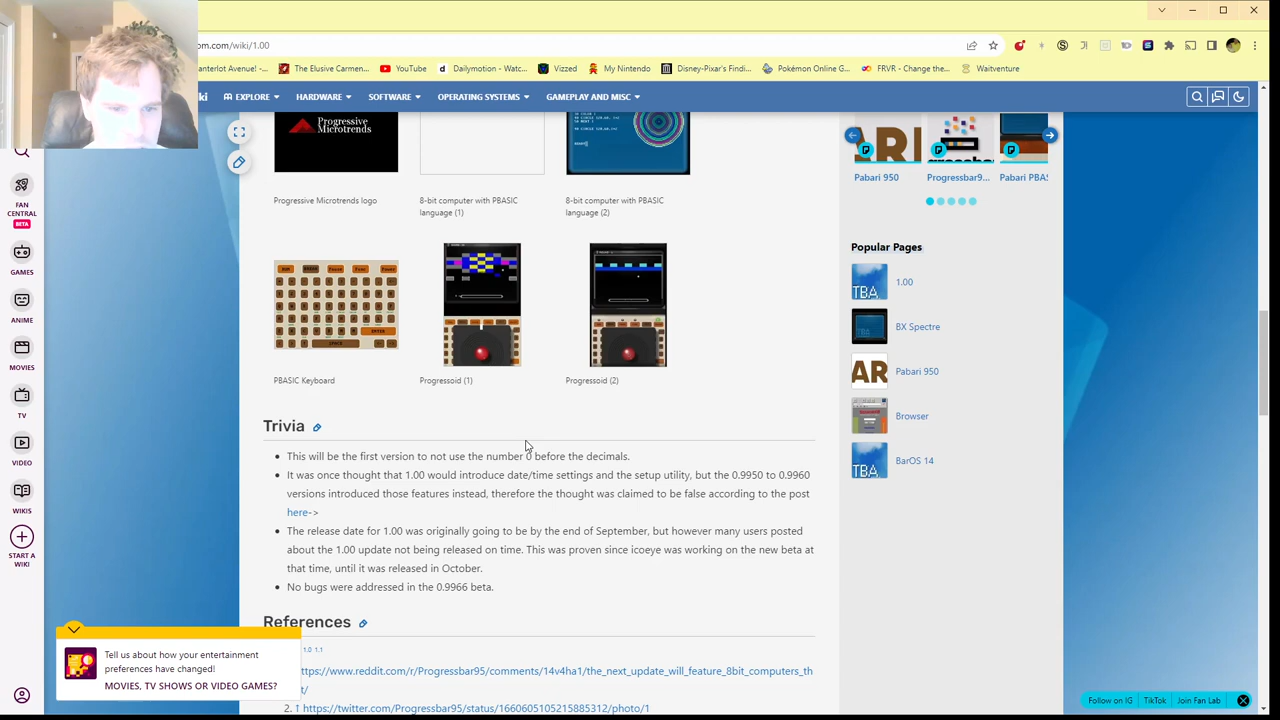 om.com/wiki/1.00
anterlot Avenue! -...
The Elusive Carmen...
YouTube
Dailymotion - Watc...
Vizzed
My Nintendo
Disney-Pixar's Findi...
Pokémon Online G...
FRVR - Change the...
Waitventure
ki
EXPLORE
HARDWARE
SOFTWARE
OPERATING SYSTEMS
GAMEPLAY AND MISC
FAN
CENTRAL
BETA
GAMES
ANIME
MOVIES
TV
VIDEO
WIKIS
START A
WIKI
Progressive
Microtrends
Progressive Microtrends logo
8-bit computer with PBASIC
language (1)
8-bit computer with PBASIC
language (2)
PBASIC Keyboard
Progressoid (1)
Progressoid (2)
Trivia
This will be the first version to not use the number 0 before the decimals.
It was once thought that 1.00 would introduce date/time settings and the setup utility, but the 0.9950 to 0.9960
versions introduced those features instead, therefore the thought was claimed to be false according to the post
here->
The release date for 1.00 was originally going to be by the end of September, but however many users posted
about the 1.00 update not being released on time. This was proven since icoeye was working on the new beta at
that time, until it was released in October.
No bugs were addressed in the 0.9966 beta.
References
1.0 1.1
https://www.reddit.com/r/Progressbar95/comments/14v4ha1/the_next_update_will_feature_8bit_computers_th
2. ↑ https://twitter.com/Progressbar95/status/1660605105215885312/photo/1
Tell us about how your entertainment
preferences have changed!
MOVIES, TV SHOWS OR VIDEO GAMES?
ARI
Pabari 950
Progressbar9...
Pabari PBAS
Popular Pages
TBA
1.00
BX Spectre
AR
Pabari 950
Browser
TBA
BarOS 14
Follow on IG
TikTok
Join Fan Lab